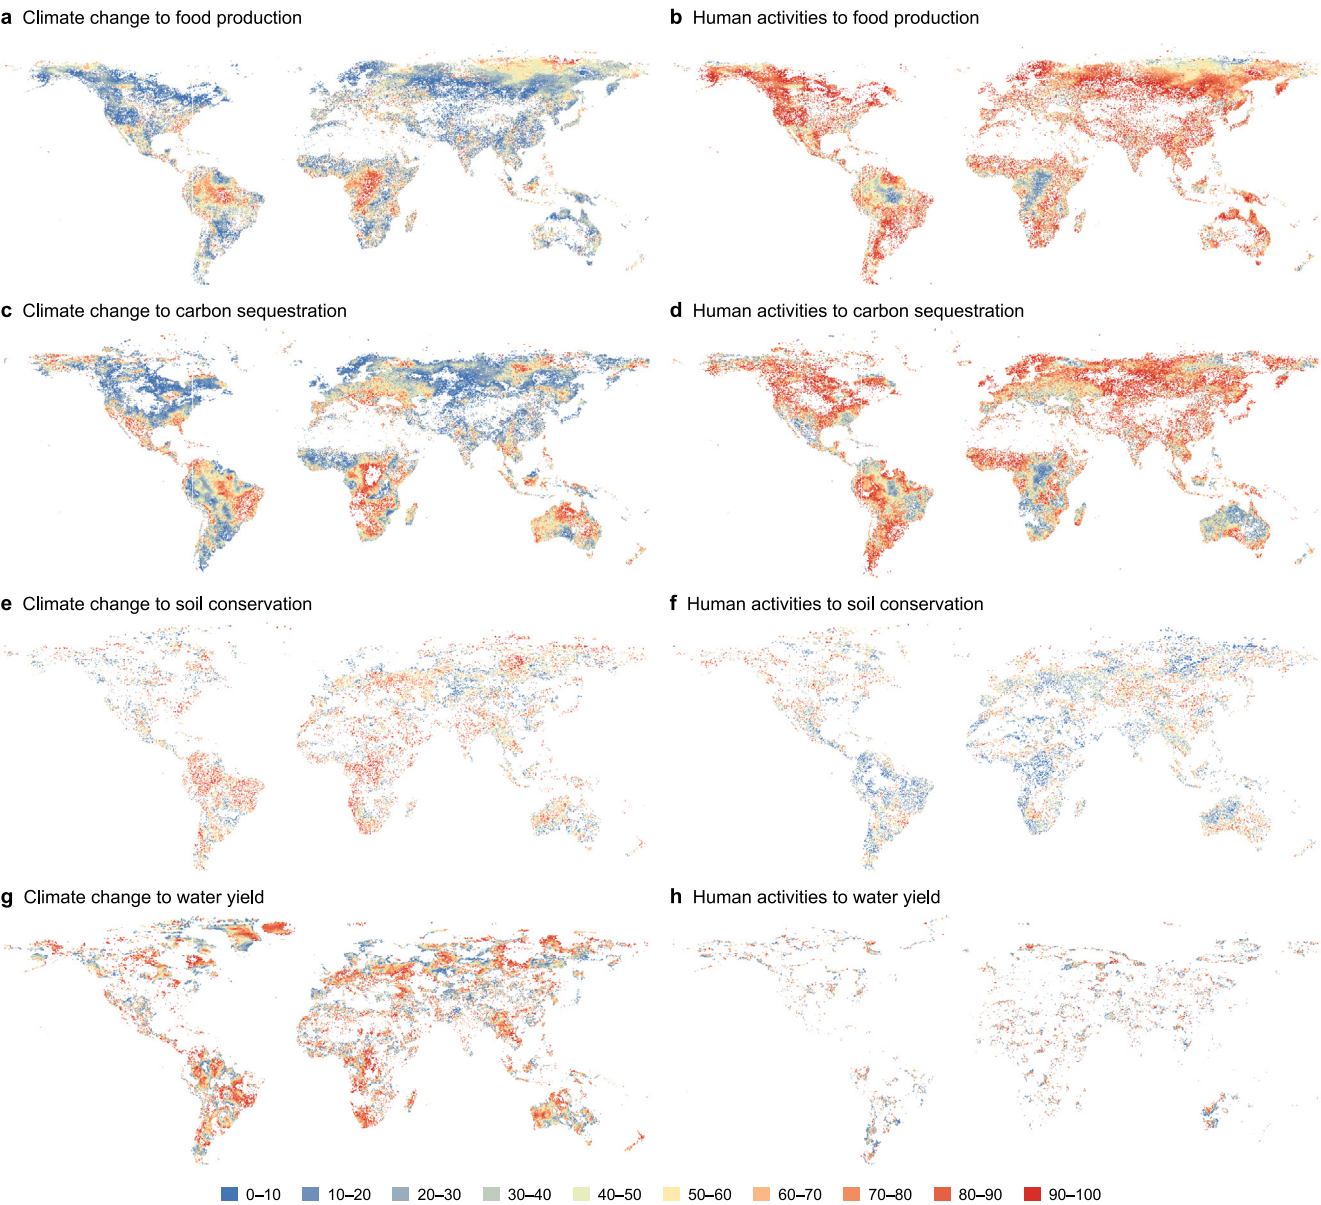 a Climate change to food production
b Human activities to food production
c Climate change to carbon sequestration
d Human activities to carbon sequestration
e Climate change to soil conservation
f Human activities to soil conservation
g Climate change to water yield
h Human activities to water yield
0–10 10–20 20–30 30–40 40–50 50–60 60–70 70–80 80–90 90–100